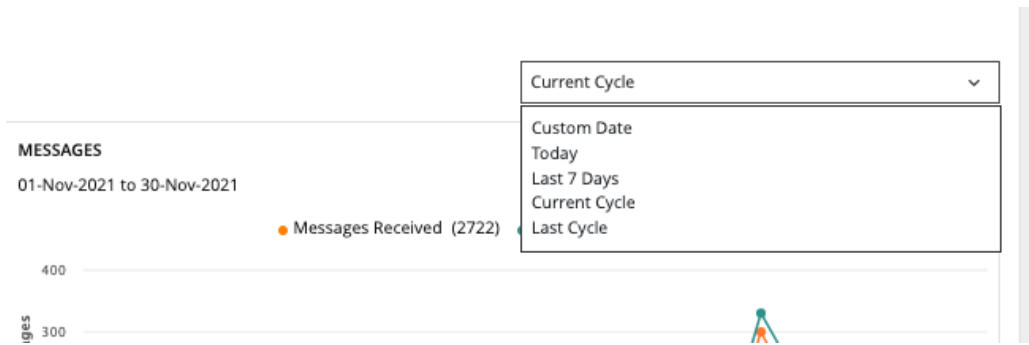 Current Cycle
Custom Date
Today
Last 7 Days
Current Cycle
Last Cycle
MESSAGES
01-Nov-2021 to 30-Nov-2021
Messages Received (2722)
400
300